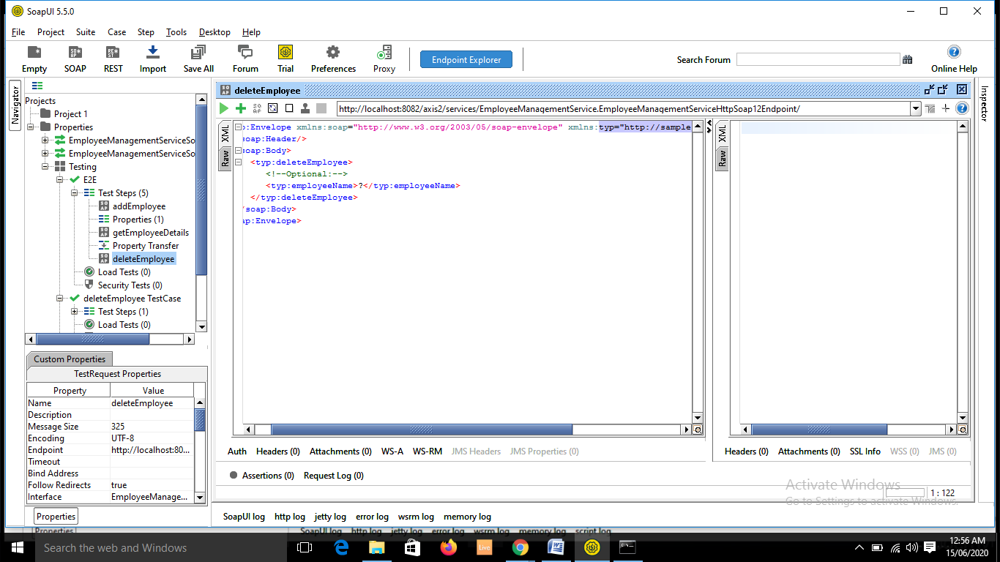 SoapUI 5.5.0
File Project Suite Case Step Tools Desktop Help
Empty SOAP REST Import Save All Forum Trial Preferences Proxy Endpoint Explorer Search Forum Online Help
Navigator
Projects
Project 1
Properties
EmployeeManagementServiceSo
EmployeeManagementServiceSo
Testing
E2E
Test Steps (5)
addEmployee
Properties (1)
getEmployeeDetails
Property Transfer
deleteEmployee
Load Tests (0)
Security Tests (0)
deleteEmployee TestCase
Test Steps (1)
Load Tests (0)
Custom Properties
TestRequest Properties
Property Value
Name deleteEmployee
Description
Message Size 325
Encoding UTF-8
Endpoint http://localhost:80...
Timeout
Bind Address
Follow Redirects true
Interface EmployeeManage...
Properties
deleteEmployee
http://localhost:8082/axis2/services/EmployeeManagementService.EmployeeManagementServiceHttpSoap12Endpoint/
XML
Raw
p:Envelope xmlns:soap="http://www.w3.org/2003/05/soap-envelope" xmlns:typ="http://sample
soap:Header/>
soap:Body>
<typ:deleteEmployee>
<!--Optional:-->
<typ:employeeName>?</typ:employeeName>
</typ:deleteEmployee>
/soap:Body>
ap:Envelope>
XML
Raw
Inspector
Auth Headers (0) Attachments (0) WS-A WS-RM JMS Headers JMS Properties (0)
Headers (0) Attachments (0) SSL Info WSS (0) JMS (0)
Assertions (0) Request Log (0)
Activate Windows
Go to Settings to activate Windows.
1 : 122
SoapUI log http log jetty log error log wsrm log memory log
Properties SoapUI log http log jetty log error log wsrm log memory log script log
Search the web and Windows
Live
12:56 AM
15/06/2020